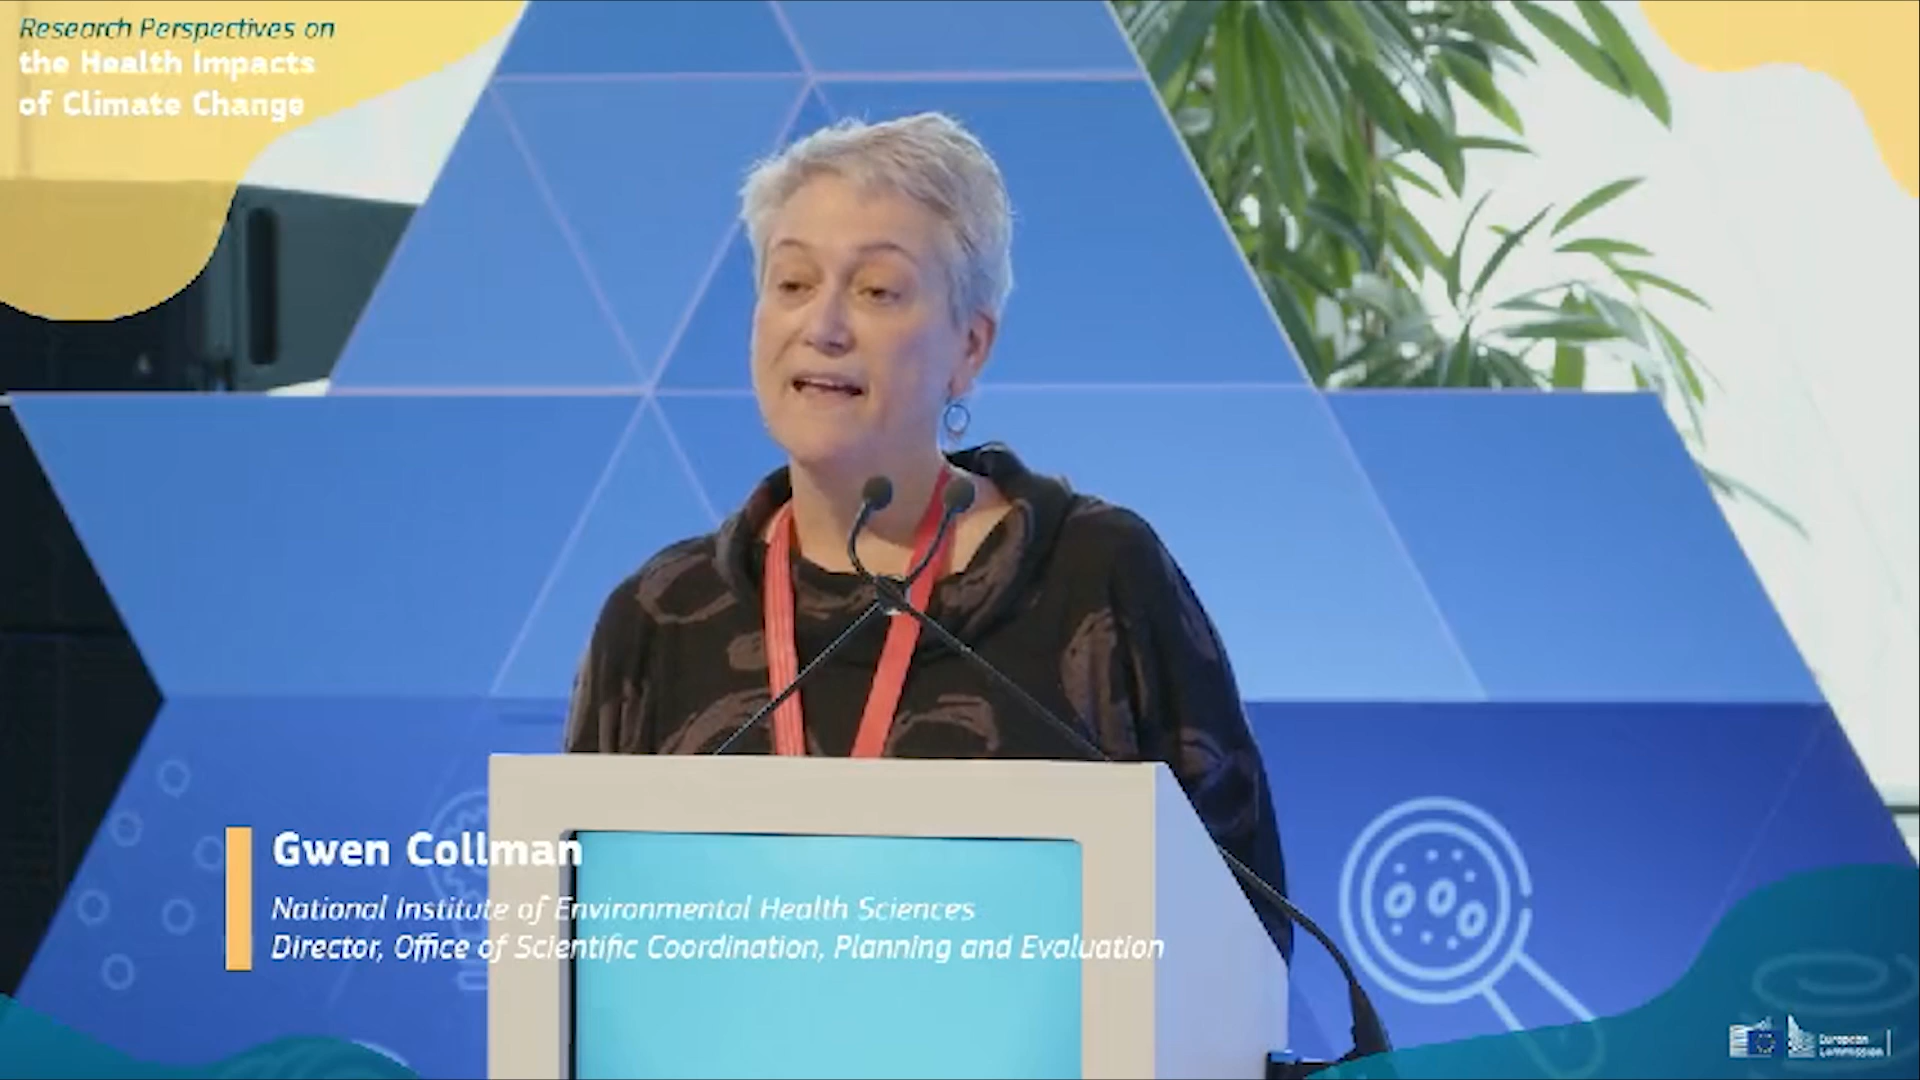 Research Perspectives on
the Health Impacts
of Climate Change
Gwen Collman
National Institute of Environmental Health Sciences
Director, Office of Scientific Coordination, Planning and Evaluation
European
Commission